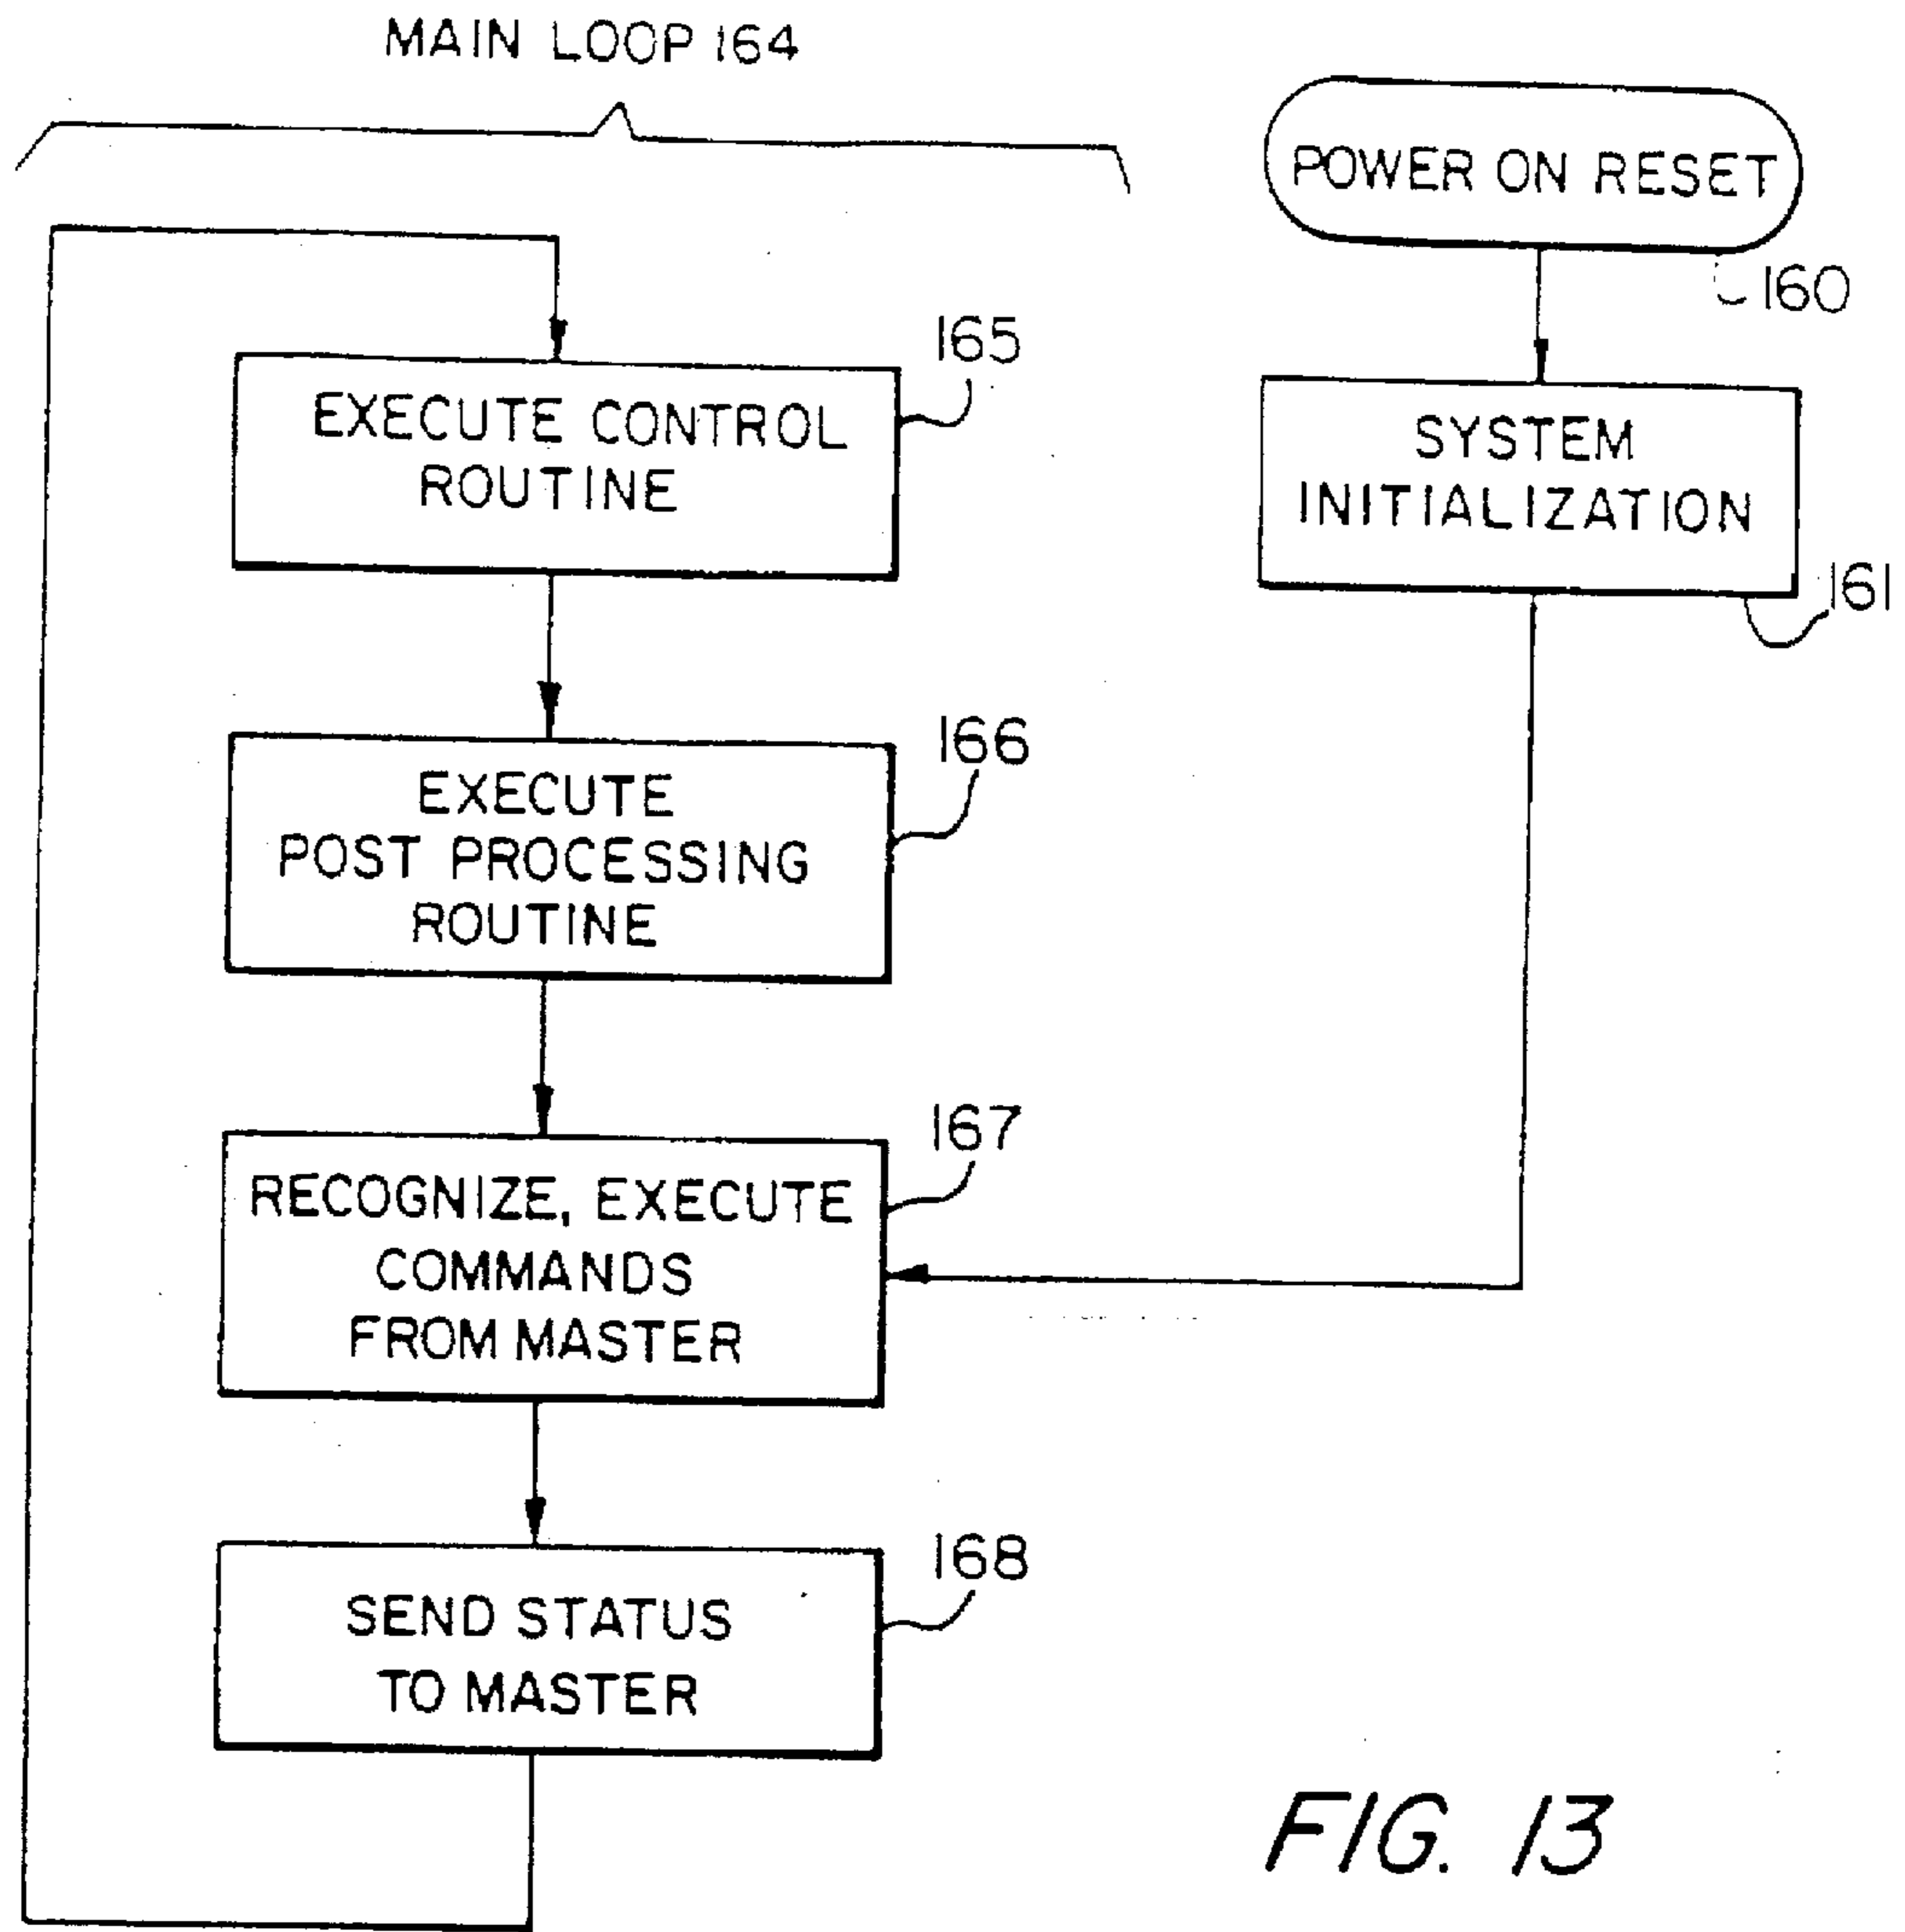 MAIN LOOP 164
POWER ON RESET
160
SYSTEM
INITIALIZATION
161
165
EXECUTE CONTROL
ROUTINE
166
EXECUTE
POST PROCESSING
ROUTINE
167
RECOGNIZE, EXECUTE
COMMANDS
FROM MASTER
168
SEND STATUS
TO MASTER
FIG. 13